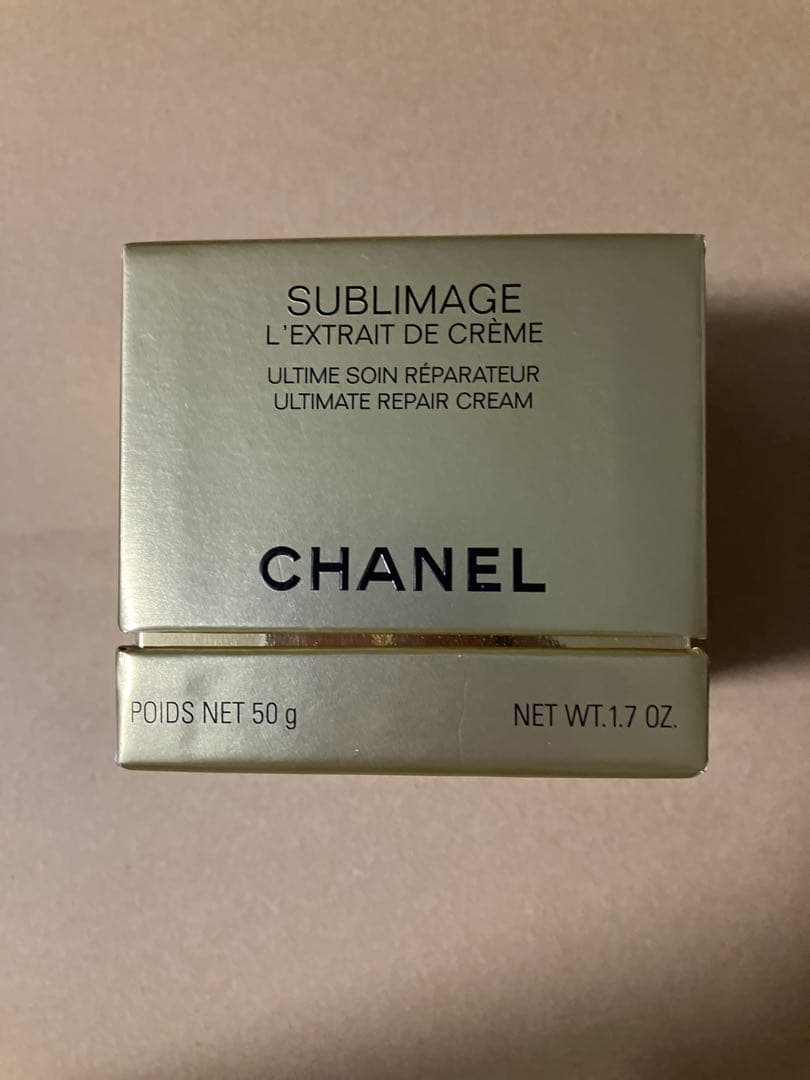 SUBLIMAGE
L'EXTRAIT DE CRÈME
ULTIME SOIN RÉPARATEUR
ULTIMATE REPAIR CREAM
CHANEL
POIDS NET 50 g
NET WT.1.7 OZ.